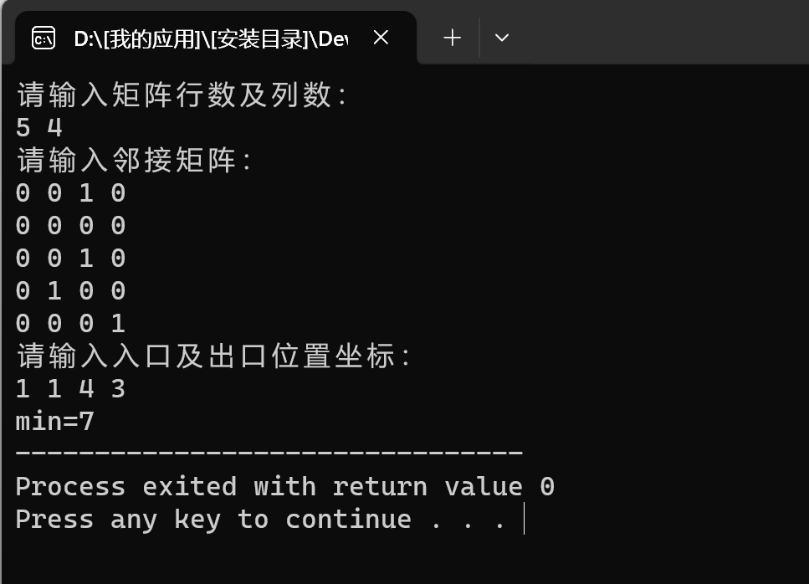 D:\[我的应用]\[安装目录]\Dev
请输入矩阵行数及列数:
5 4
请输入邻接矩阵:
0 0 1 0
0 0 0 0
0 0 1 0
0 1 0 0
0 0 0 1
请输入入口及出口位置坐标:
1 1 4 3
min=7
--------------------------------
Process exited with return value 0
Press any key to continue . . .